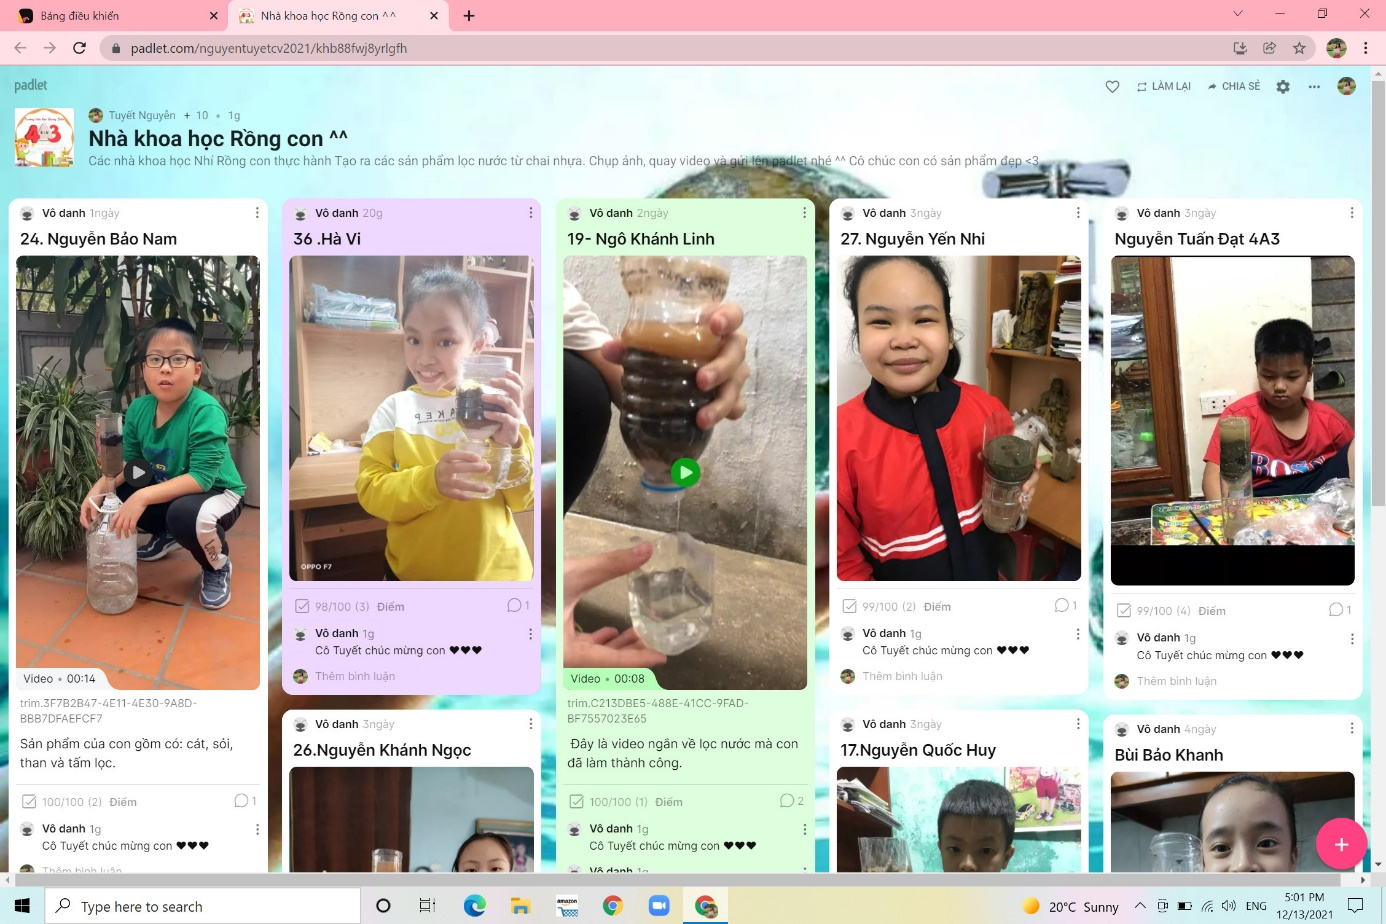 Bảng điều khiển
Nhà khoa học Rồng con ^^
padlet.com/nguyentuyetcv2021/khb88fwj8yrlgfh
padlet
LÀM LẠI
CHIA SẺ
Tuyết Nguyễn + 10 • 1g
Nhà khoa học Rồng con ^^
Các nhà khoa học Nhí Rồng con thực hành Tạo ra các sản phẩm lọc nước từ chai nhựa. Chụp ảnh, quay video và gửi lên padlet nhé ^^ Cô chúc con có sản phẩm đẹp <3
4A3
Vô danh 1ngày
24. Nguyễn Bảo Nam
Video • 00:14
trim.3F7B2B47-4E11-4E30-9A8D-
BBB7DFAEFCF7
Sản phẩm của con gồm có: cát, sỏi,
than và tấm lọc.
100/100 (2) Điểm
1
Vô danh 1g
Cô Tuyết chúc mừng con ♥♥♥
Thêm bình luận
Vô danh 20g
36 .Hà Vi
OPPO F7
98/100 (3) Điểm
1
Vô danh 1g
Cô Tuyết chúc mừng con ♥♥♥
Thêm bình luận
Vô danh 3ngày
26.Nguyễn Khánh Ngọc
Vô danh 2ngày
19- Ngô Khánh Linh
Video • 00:08
trim.C213DBE5-488E-41CC-9FAD-
BF7557023E65
Đây là video ngắn về lọc nước mà con
đã làm thành công.
100/100 (1) Điểm
2
Vô danh 1g
Cô Tuyết chúc mừng con ♥♥♥
Vô danh 1g
Vô danh 3ngày
27. Nguyễn Yến Nhi
99/100 (2) Điểm
1
Vô danh 1g
Cô Tuyết chúc mừng con ♥♥♥
Thêm bình luận
Vô danh 3ngày
17.Nguyễn Quốc Huy
Vô danh 3ngày
Nguyễn Tuấn Đạt 4A3
99/100 (4) Điểm
1
Vô danh 1g
Cô Tuyết chúc mừng con ♥♥♥
Thêm bình luận
Vô danh 4ngày
Bùi Bảo Khanh
Type here to search
amazon
20°C Sunny
ENG
5:01 PM
12/13/2021